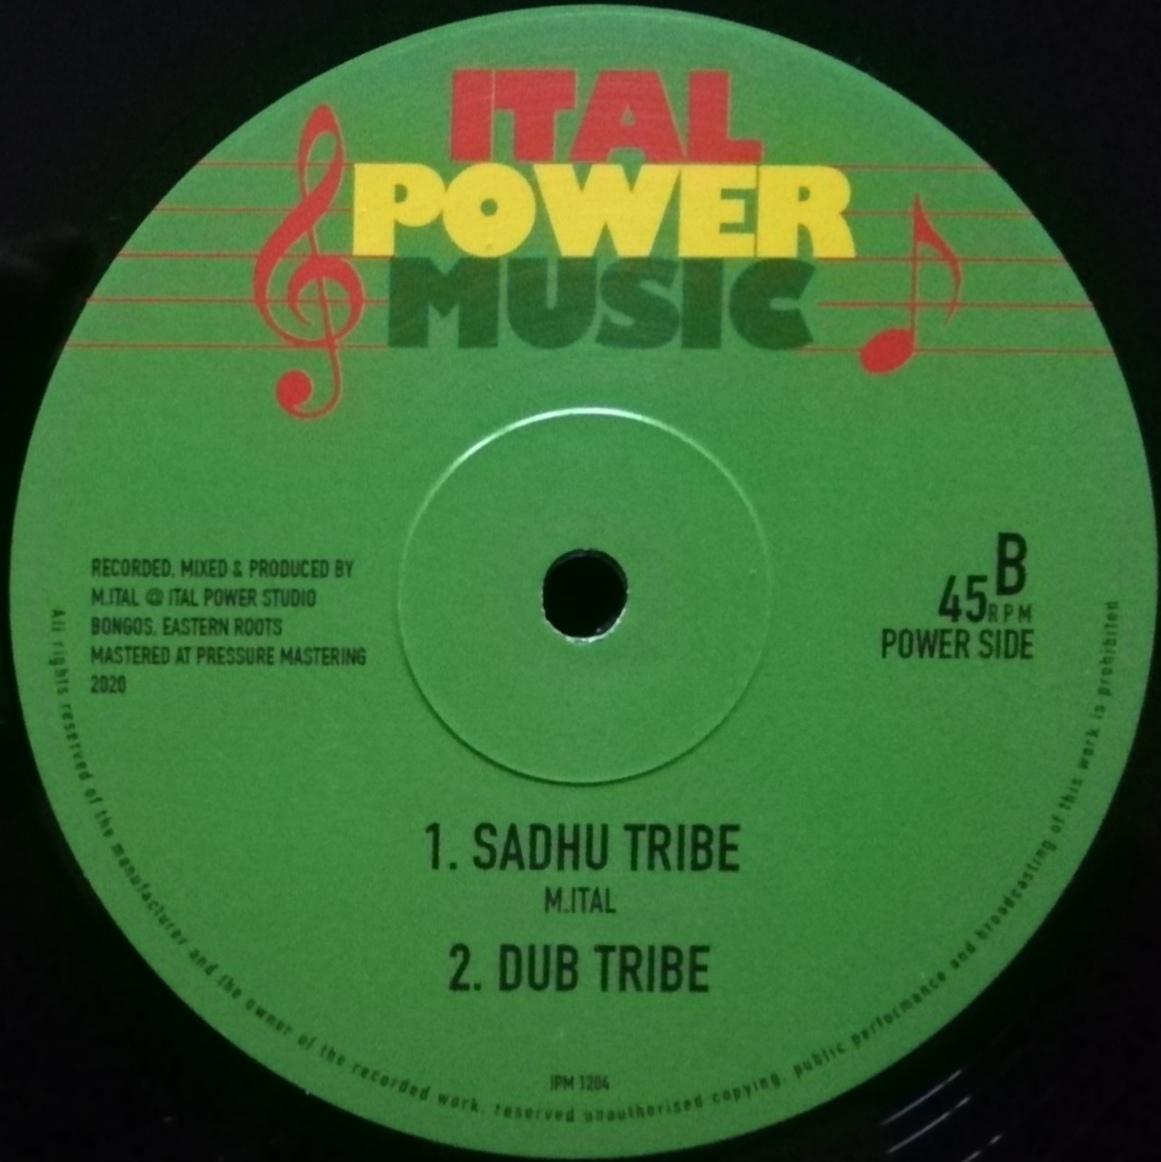 ITAL
POWER
MUSIC
RECORDED, MIXED & PRODUCED BY
M.ITAL @ ITAL POWER STUDIO
BONGOS, EASTERN ROOTS
MASTERED AT PRESSURE MASTERING
2020
B
45RPM
POWER SIDE
1. SADHU TRIBE
M.ITAL
2. DUB TRIBE
IPM 1204
All rights reserved of the manufacturer and the owner of the recorded work. reserved unauthorised copying, public performance and broadcasting of this work is prohibited